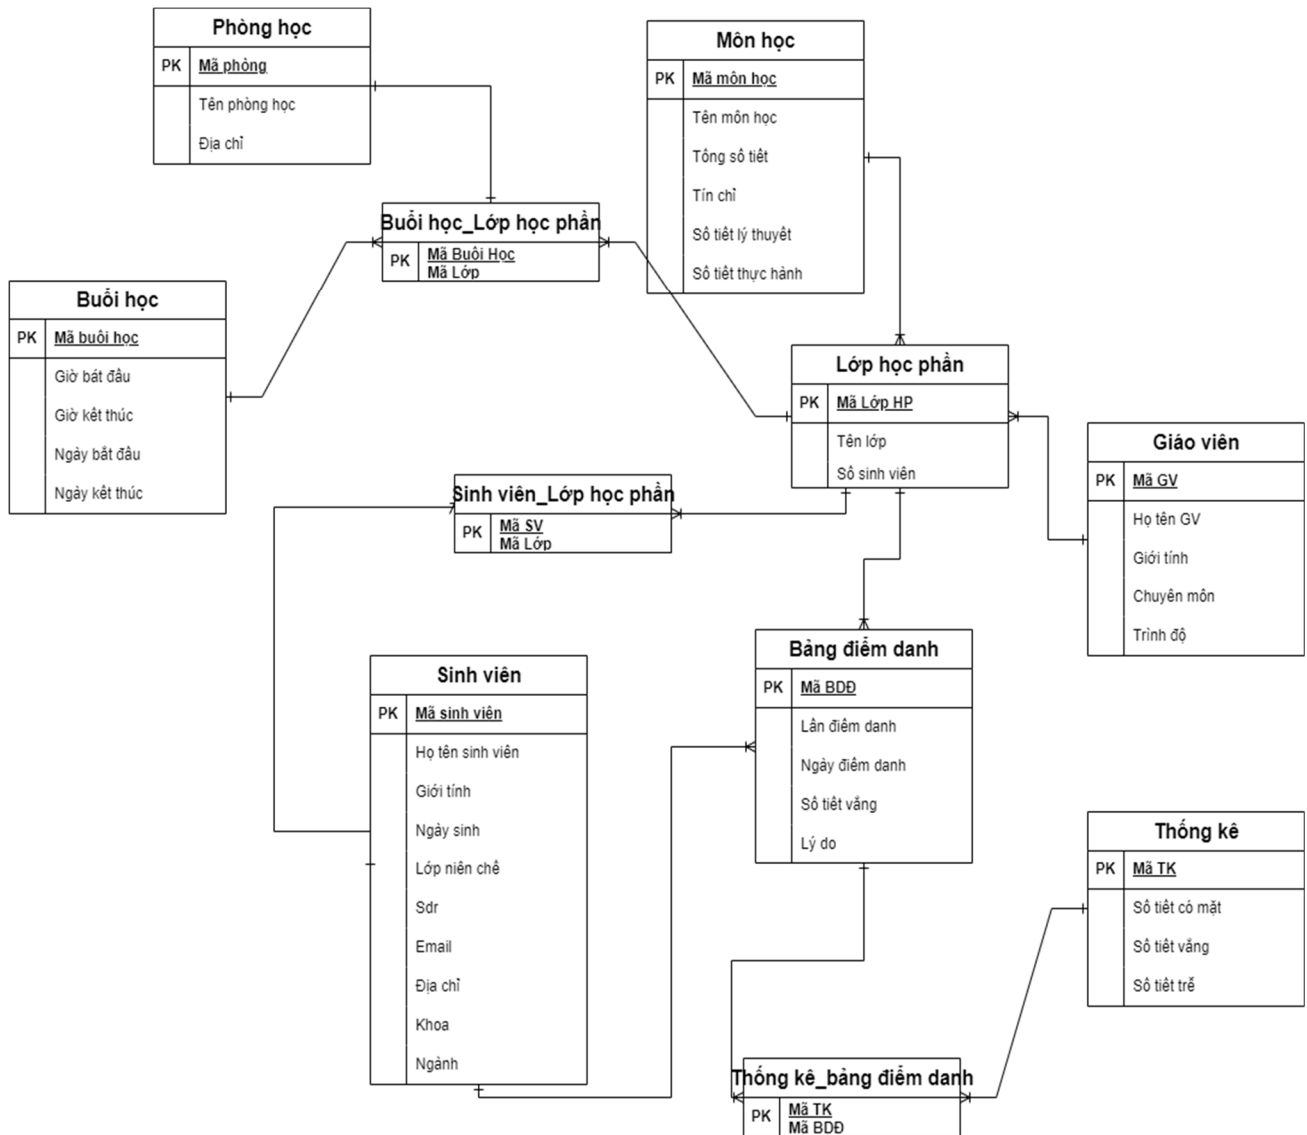 Phòng học
PK Mã phòng
Tên phòng học
Địa chỉ
Môn học
PK Mã môn học
Tên môn học
Tổng số tiết
Tín chỉ
Số tiết lý thuyết
Số tiết thực hành
Buổi học_Lớp học phần
PK Mã Buổi Học
Mã Lớp
Buổi học
PK Mã buổi học
Giờ bát đầu
Giờ kết thúc
Ngày bắt đầu
Ngày kết thúc
Lớp học phần
PK Mã Lớp HP
Tên lớp
Số sinh viên
Giáo viên
PK Mã GV
Họ tên GV
Giới tính
Chuyên môn
Trình độ
Sinh viên_Lớp học phần
PK Mã SV
Mã Lớp
Bảng điểm danh
PK Mã BDĐ
Lần điểm danh
Ngày điểm danh
Số tiết vắng
Lý do
Sinh viên
PK Mã sinh viên
Họ tên sinh viên
Giới tính
Ngày sinh
Lớp niên chế
Sdr
Email
Địa chỉ
Khoa
Ngành
Thống kê
PK Mã TK
Số tiết có mặt
Số tiết vắng
Số tiết trễ
Thống kê_bảng điểm danh
PK Mã TK
Mã BDĐ